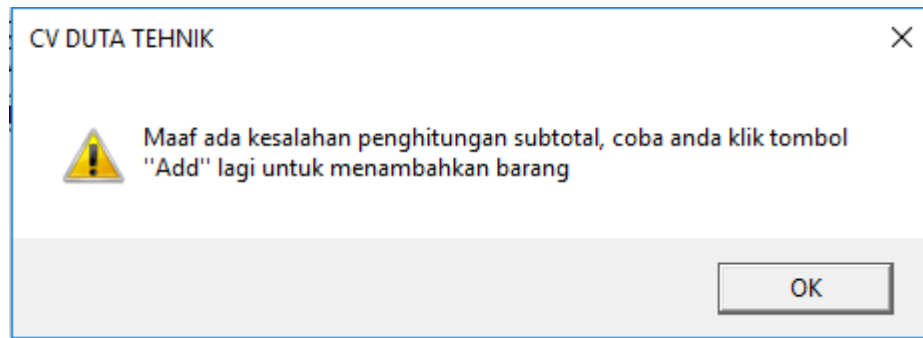 CV DUTA TEHNIK
Maaf ada kesalahan penghitungan subtotal, coba anda klik tombol
"Add" lagi untuk menambahkan barang
OK